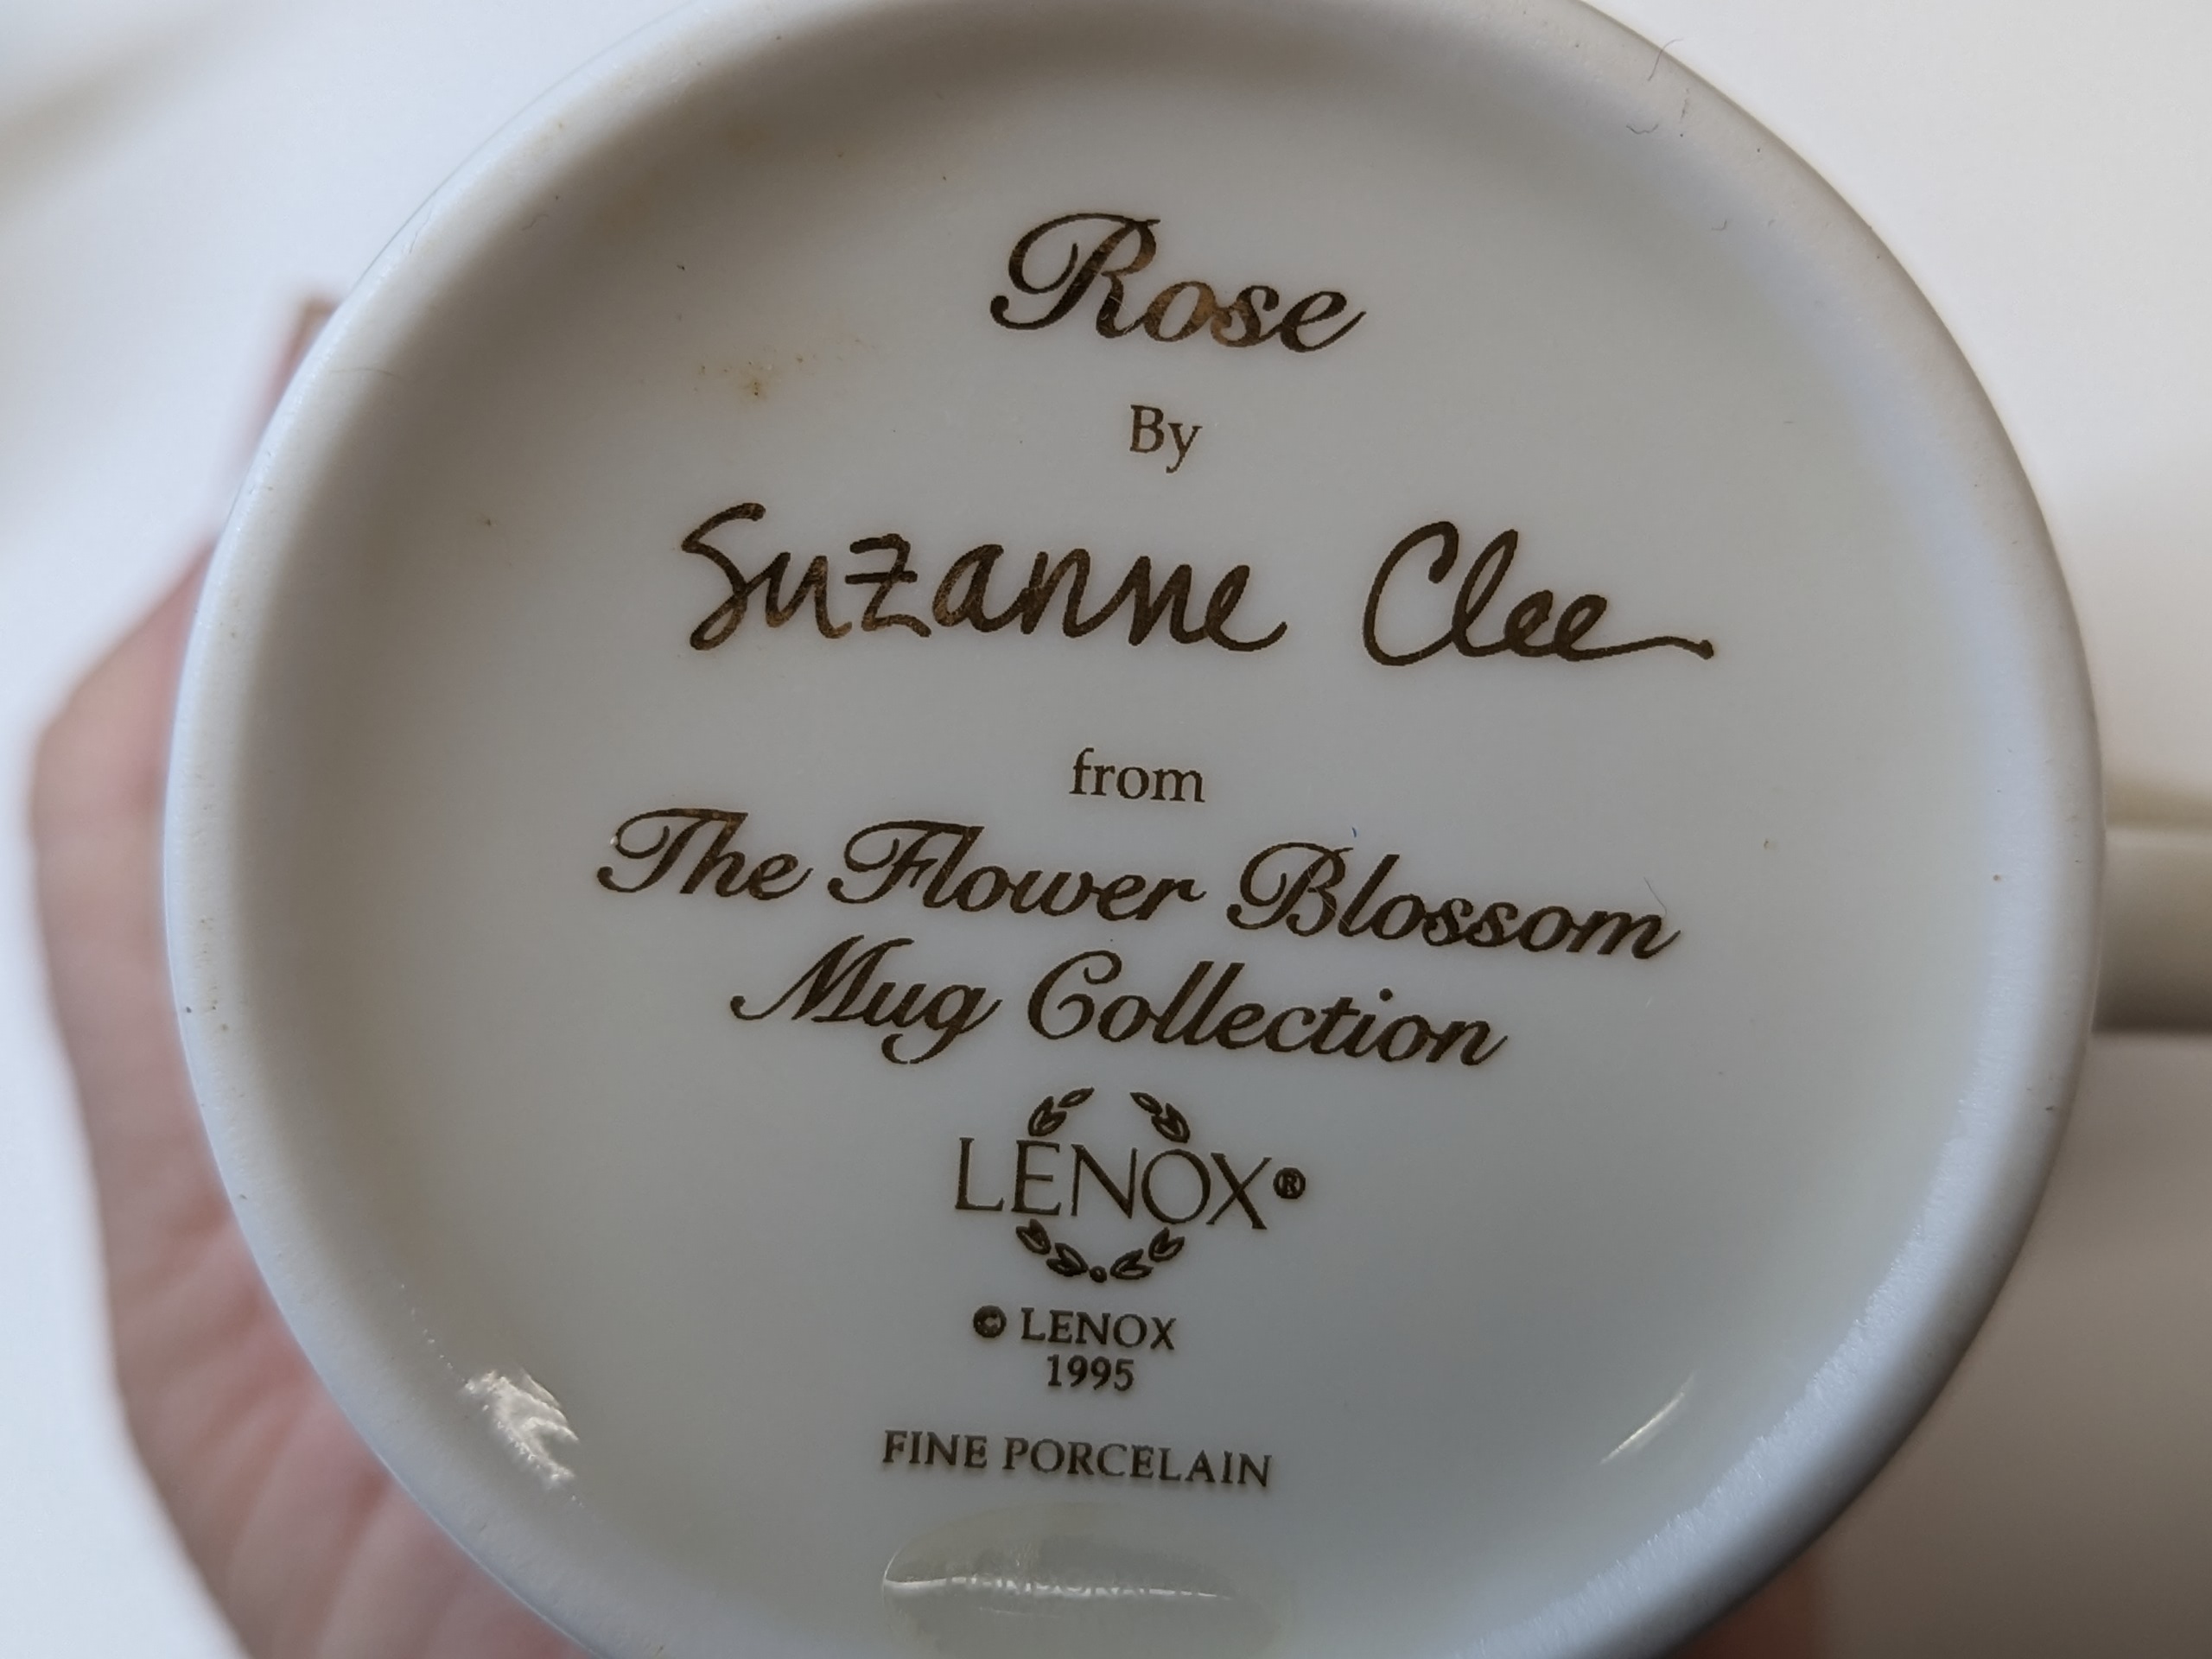 Rose
By
Suzanne Clee
from
The Flower Blossom
Mug Collection
LENOX®
© LENOX
1995
FINE PORCELAIN